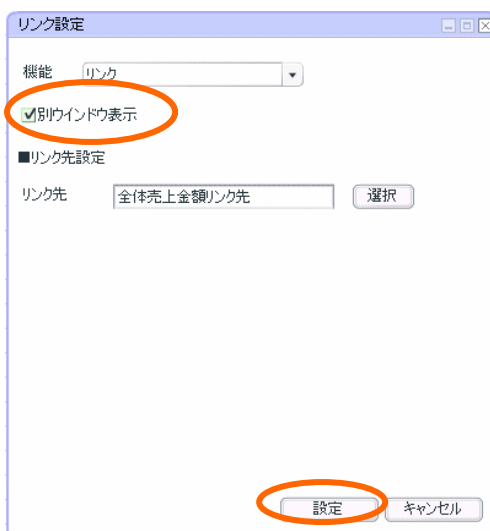 リンク設定
機能 リンク
別ウインドウ表示
■リンク先設定
リンク先 全体売上金額リンク先 選択
設定 キャンセル